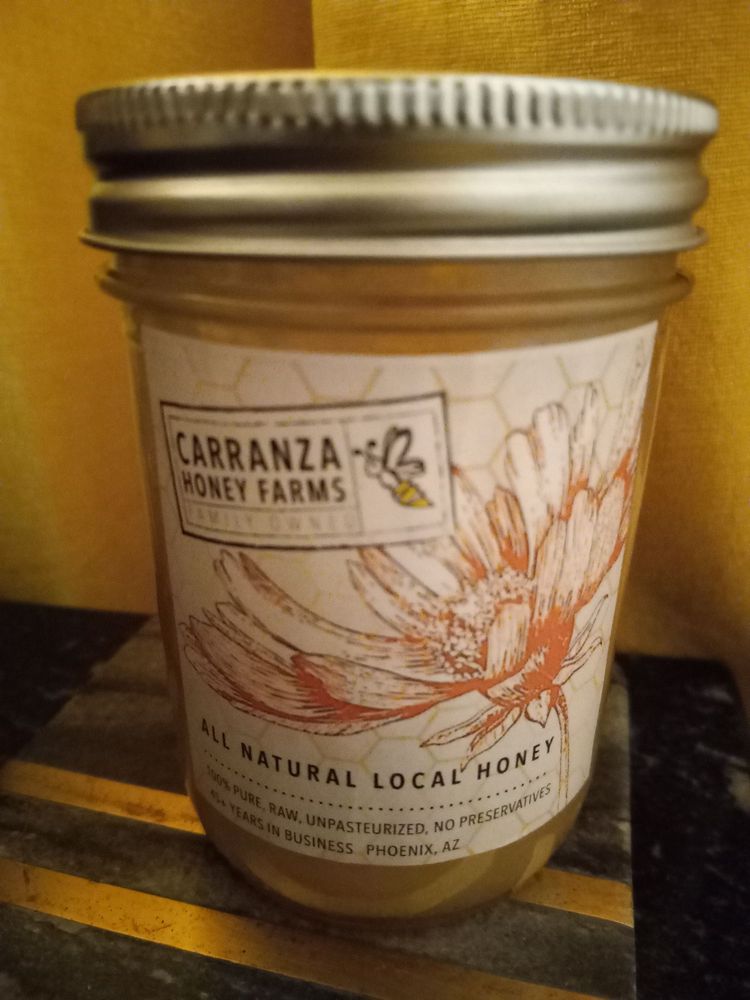 CARRANZA
HONEY FARMS
FAMILY OWNED
ALL NATURAL LOCAL HONEY
100% PURE, RAW, UNPASTEURIZED, NO PRESERVATIVES
45+ YEARS IN BUSINESS PHOENIX, AZ